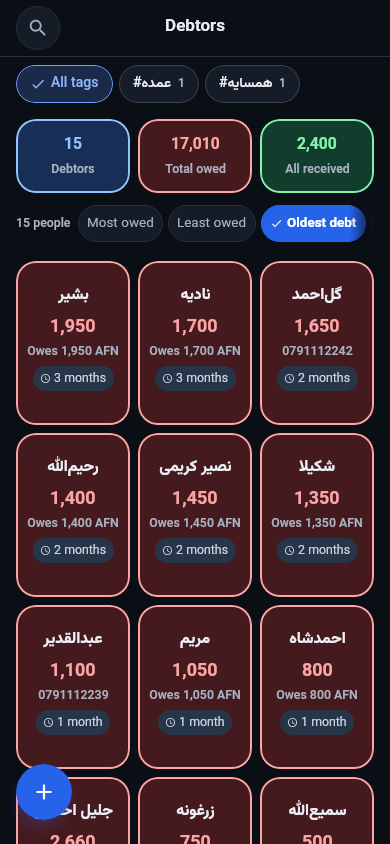 Debtors
All tags
#عمده 1
#همسایه 1
15
Debtors
17,010
Total owed
2,400
All received
15 people
Most owed
Least owed
Oldest debt
بشیر
1,950
Owes 1,950 AFN
3 months
نادیه
1,700
Owes 1,700 AFN
3 months
گل‌احمد
1,650
0791112242
2 months
رحیم‌الله
1,400
Owes 1,400 AFN
2 months
نصیر کریمی
1,450
Owes 1,450 AFN
2 months
شکیلا
1,350
Owes 1,350 AFN
2 months
عبدالقدیر
1,100
0791112239
1 month
مریم
1,050
Owes 1,050 AFN
1 month
احمدشاه
800
Owes 800 AFN
1 month
جلیل
2,660
زرغونه
750
سمیع‌الله
500